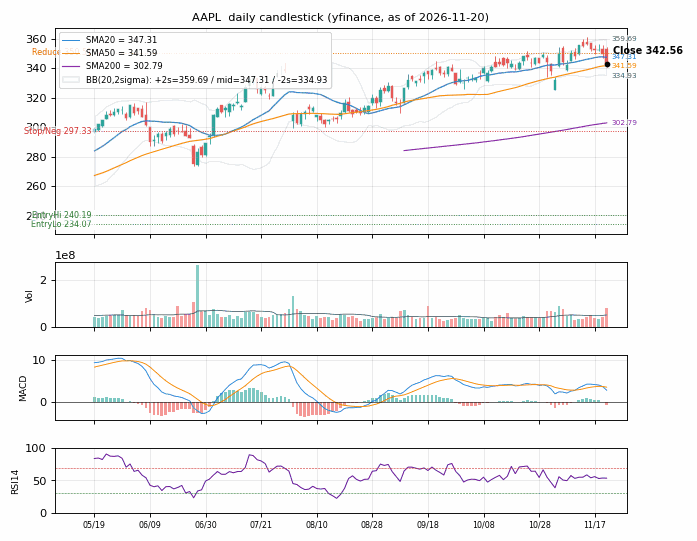 AAPL daily candlestick (yfinance, as of 2026-11-20)
SMA20 = 347.31
SMA50 = 341.59
SMA200 = 302.79
BB(20,2sigma): +2s=359.69 / mid=347.31 / -2s=334.93
360
340
320
300
280
260
Reduce
Stop/Neg 297.33
EntryHi 240.19
EntryLo 234.07
359.69
Close 342.56
347.31
341.59
334.93
302.79
1e8
Vol
2
0
MACD
10
0
RSI14
100
50
0
05/19 06/09 06/30 07/21 08/10 08/28 09/18 10/08 10/28 11/17